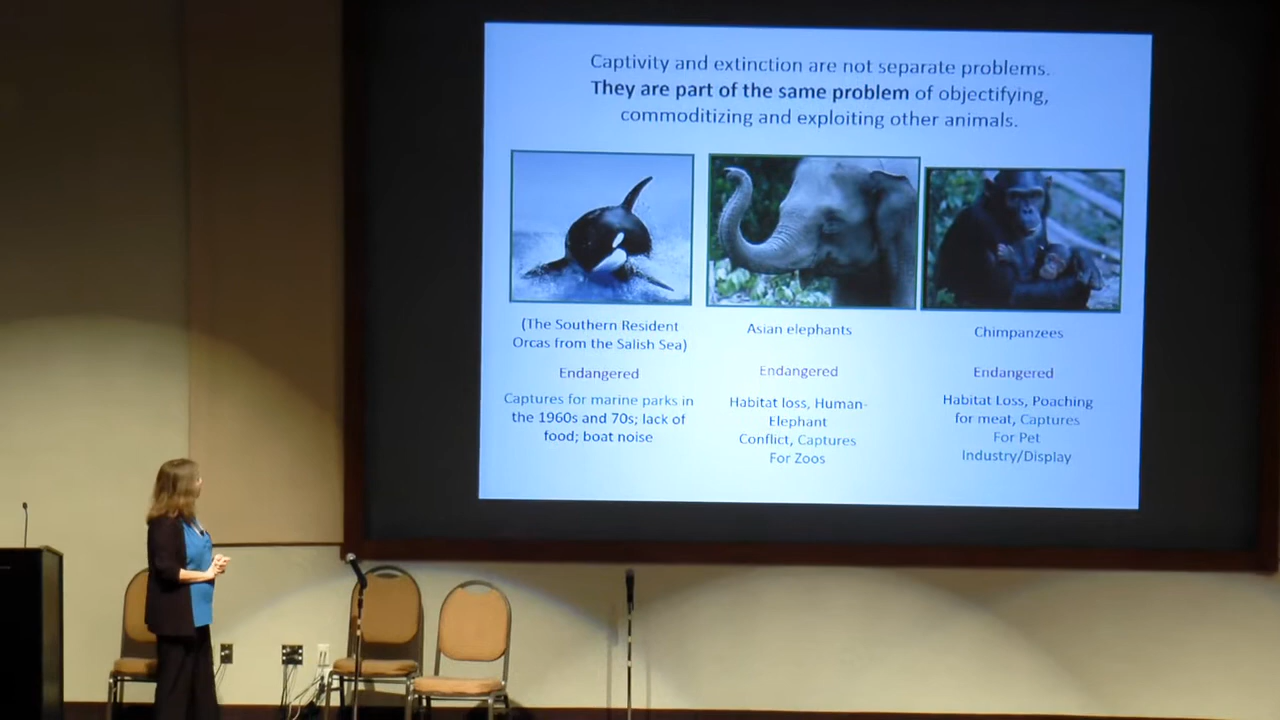 Captivity and extinction are not separate problems.
They are part of the same problem of objectifying,
commoditizing and exploiting other animals.
(The Southern Resident
Orcas from the Salish Sea)
Endangered
Captures for marine parks in
the 1960s and 70s; lack of
food; boat noise
Asian elephants
Endangered
Habitat loss, Human-
Elephant
Conflict, Captures
For Zoos
Chimpanzees
Endangered
Habitat Loss, Poaching
for meat, Captures
For Pet
Industry/Display